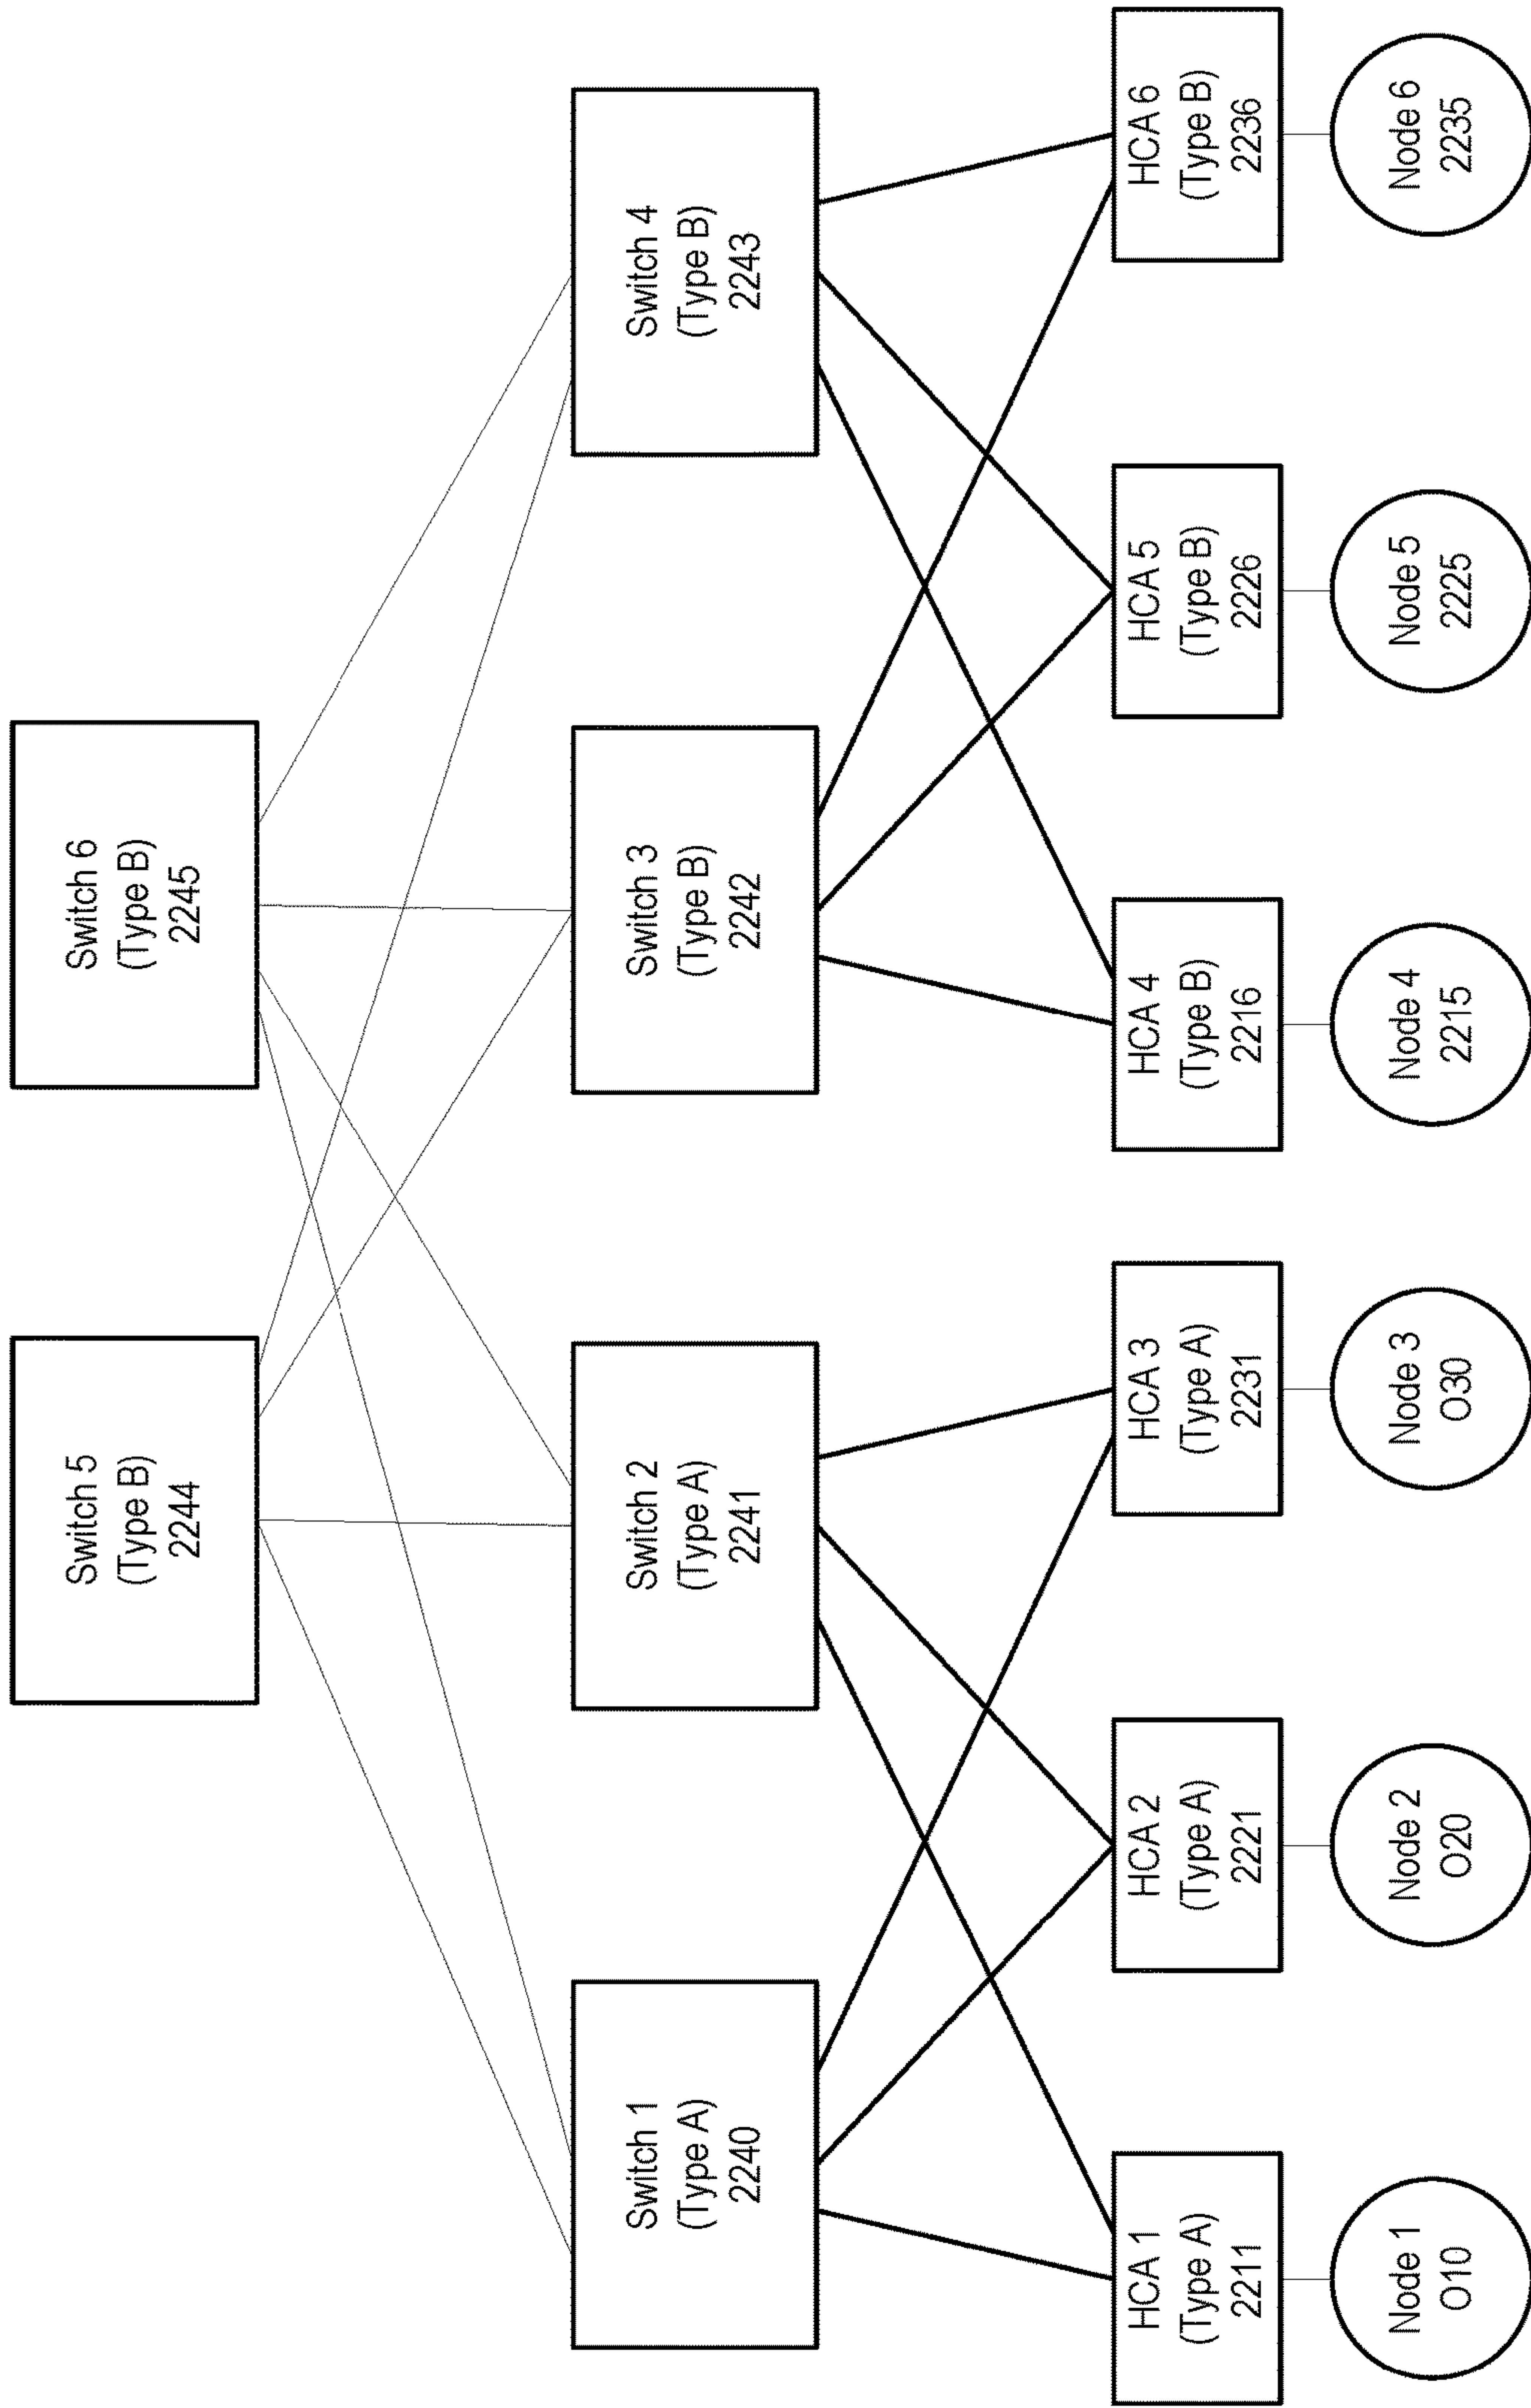 Switch 5
(Type B)
2244
Switch 6
(Type B)
2245
Switch 1
(Type A)
2240
Switch 2
(Type A)
2241
Switch 3
(Type B)
2242
Switch 4
(Type B)
2243
HCA 1
(Type A)
2211
HCA 2
(Type A)
2221
HCA 3
(Type A)
2231
HCA 4
(Type B)
2216
HCA 5
(Type B)
2226
HCA 6
(Type B)
2236
Node 1
O10
Node 2
O20
Node 3
O30
Node 4
2215
Node 5
2225
Node 6
2235